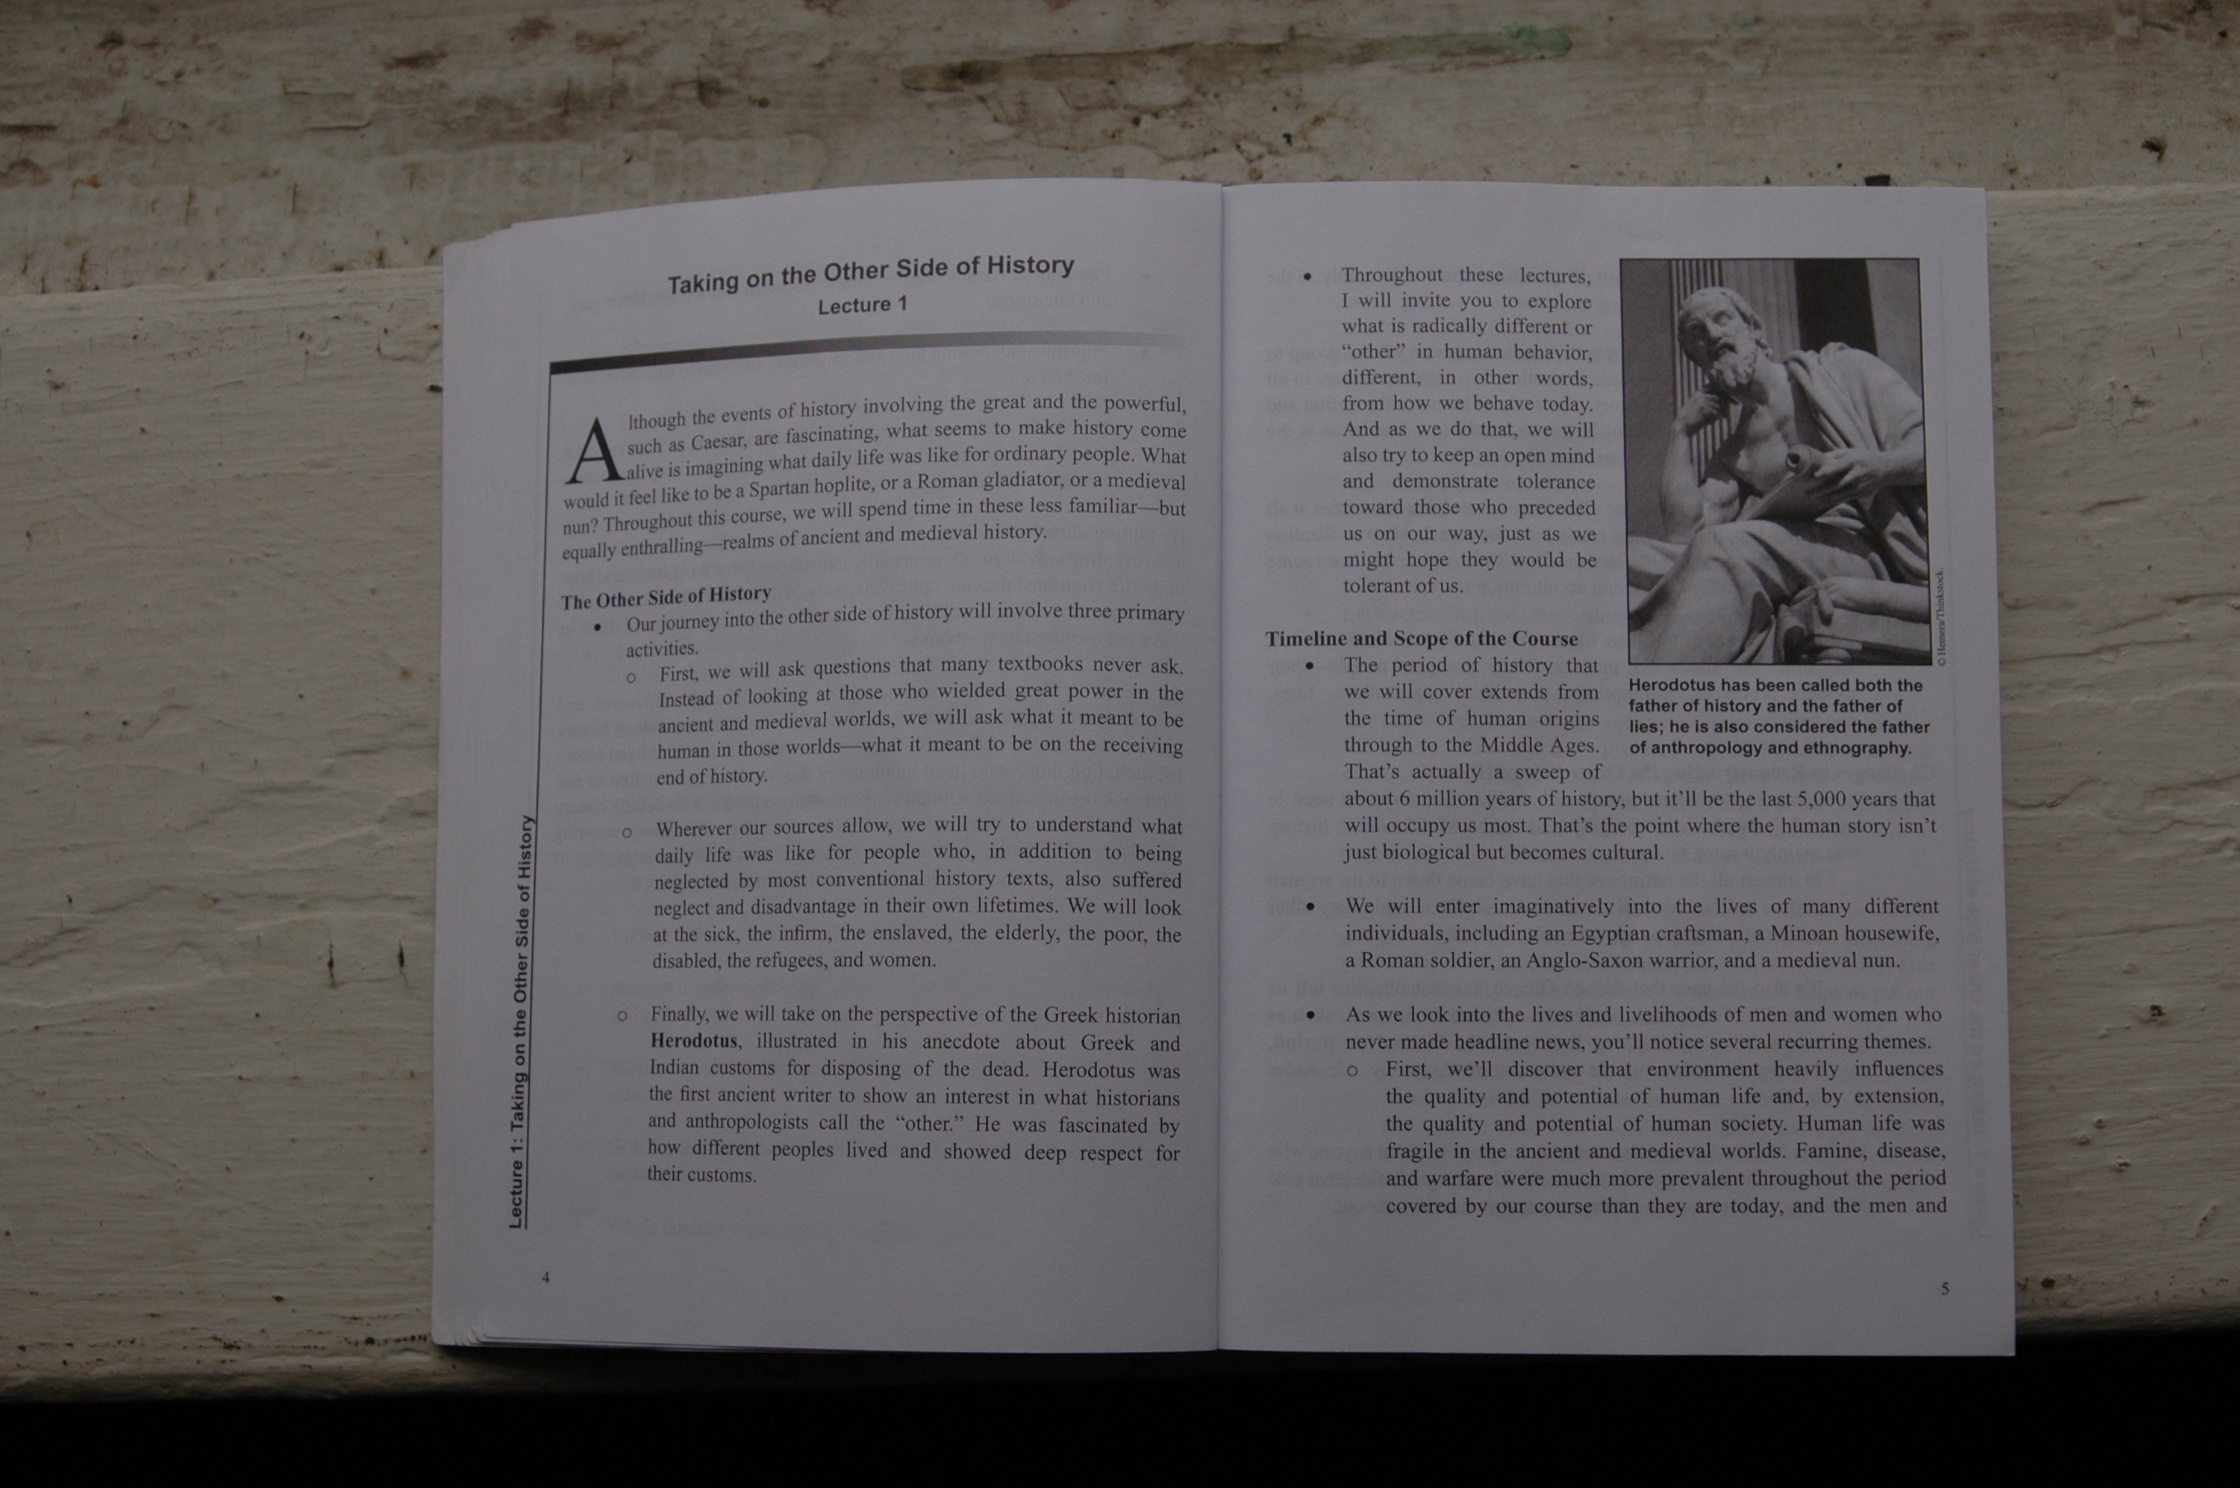 Taking on the Other Side of History
Lecture 1
Although the events of history involving the great and the powerful,
such as Caesar, are fascinating, what seems to make history come
alive is imagining what daily life was like for ordinary people. What
would it feel like to be a Spartan hoplite, or a Roman gladiator, or a medieval
nun? Throughout this course, we will spend time in these less familiar—but
equally enthralling—realms of ancient and medieval history.
The Other Side of History
• Our journey into the other side of history will involve three primary
activities.
○ First, we will ask questions that many textbooks never ask.
Instead of looking at those who wielded great power in the
ancient and medieval worlds, we will ask what it meant to be
human in those worlds—what it meant to be on the receiving
end of history.
○ Wherever our sources allow, we will try to understand what
daily life was like for people who, in addition to being
neglected by most conventional history texts, also suffered
neglect and disadvantage in their own lifetimes. We will look
at the sick, the infirm, the enslaved, the elderly, the poor, the
disabled, the refugees, and women.
○ Finally, we will take on the perspective of the Greek historian
Herodotus, illustrated in his anecdote about Greek and
Indian customs for disposing of the dead. Herodotus was
the first ancient writer to show an interest in what historians
and anthropologists call the “other.” He was fascinated by
how different peoples lived and showed deep respect for
their customs.
Lecture 1: Taking on the Other Side of History
4
• Throughout these lectures,
I will invite you to explore
what is radically different or
“other” in human behavior,
different, in other words,
from how we behave today.
And as we do that, we will
also try to keep an open mind
and demonstrate tolerance
toward those who preceded
us on our way, just as we
might hope they would be
tolerant of us.
© Hemera/Thinkstock.
Herodotus has been called both the
father of history and the father of
lies; he is also considered the father
of anthropology and ethnography.
Timeline and Scope of the Course
• The period of history that
we will cover extends from
the time of human origins
through to the Middle Ages.
That’s actually a sweep of
about 6 million years of history, but it’ll be the last 5,000 years that
will occupy us most. That’s the point where the human story isn’t
just biological but becomes cultural.
• We will enter imaginatively into the lives of many different
individuals, including an Egyptian craftsman, a Minoan housewife,
a Roman soldier, an Anglo-Saxon warrior, and a medieval nun.
• As we look into the lives and livelihoods of men and women who
never made headline news, you’ll notice several recurring themes.
○ First, we’ll discover that environment heavily influences
the quality and potential of human life and, by extension,
the quality and potential of human society. Human life was
fragile in the ancient and medieval worlds. Famine, disease,
and warfare were much more prevalent throughout the period
covered by our course than they are today, and the men and
5